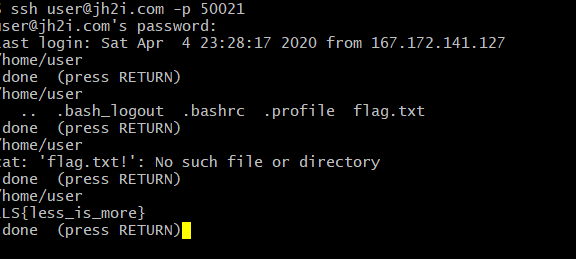 $ ssh user@jh2i.com -p 50021
user@jh2i.com's password:
last login: Sat Apr  4 23:28:17 2020 from 167.172.141.127
/home/user
done  (press RETURN)
/home/user
..  .bash_logout  .bashrc  .profile  flag.txt
done  (press RETURN)
/home/user
cat: 'flag.txt!': No such file or directory
done  (press RETURN)
/home/user
LS{less_is_more}
done  (press RETURN)